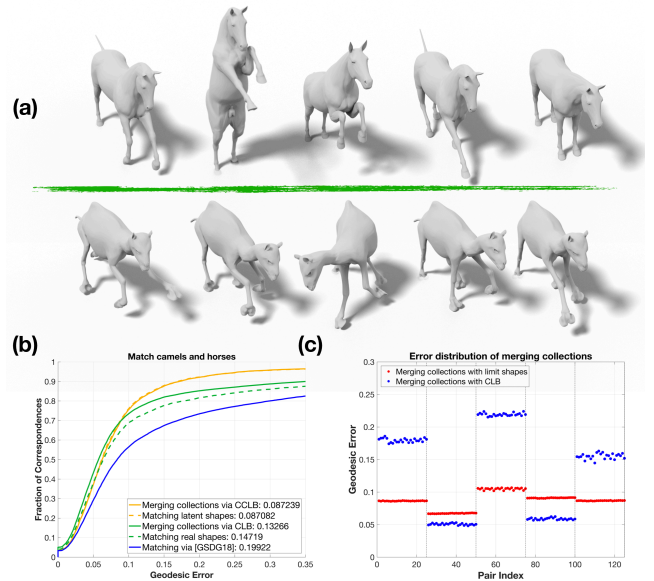 (a)
(b)
Match camels and horses
1
0.9
0.8
0.7
0.6
0.5
0.4
0.3
0.2
0.1
0
Fraction of Correspondences
Merging collections via CCLB: 0.087239
Matching latent shapes: 0.087082
Merging collections via CLB: 0.13266
Matching real shapes: 0.14719
Matching via [GSDG18]: 0.19922
0 0.05 0.1 0.15 0.2 0.25 0.3 0.35
Geodesic Error
(c)
Error distribution of merging collections
0.3
0.25
0.2
0.15
0.1
0.05
0
Geodesic Error
Merging collections with limit shapes
Merging collections with CLB
0 20 40 60 80 100 120
Pair Index